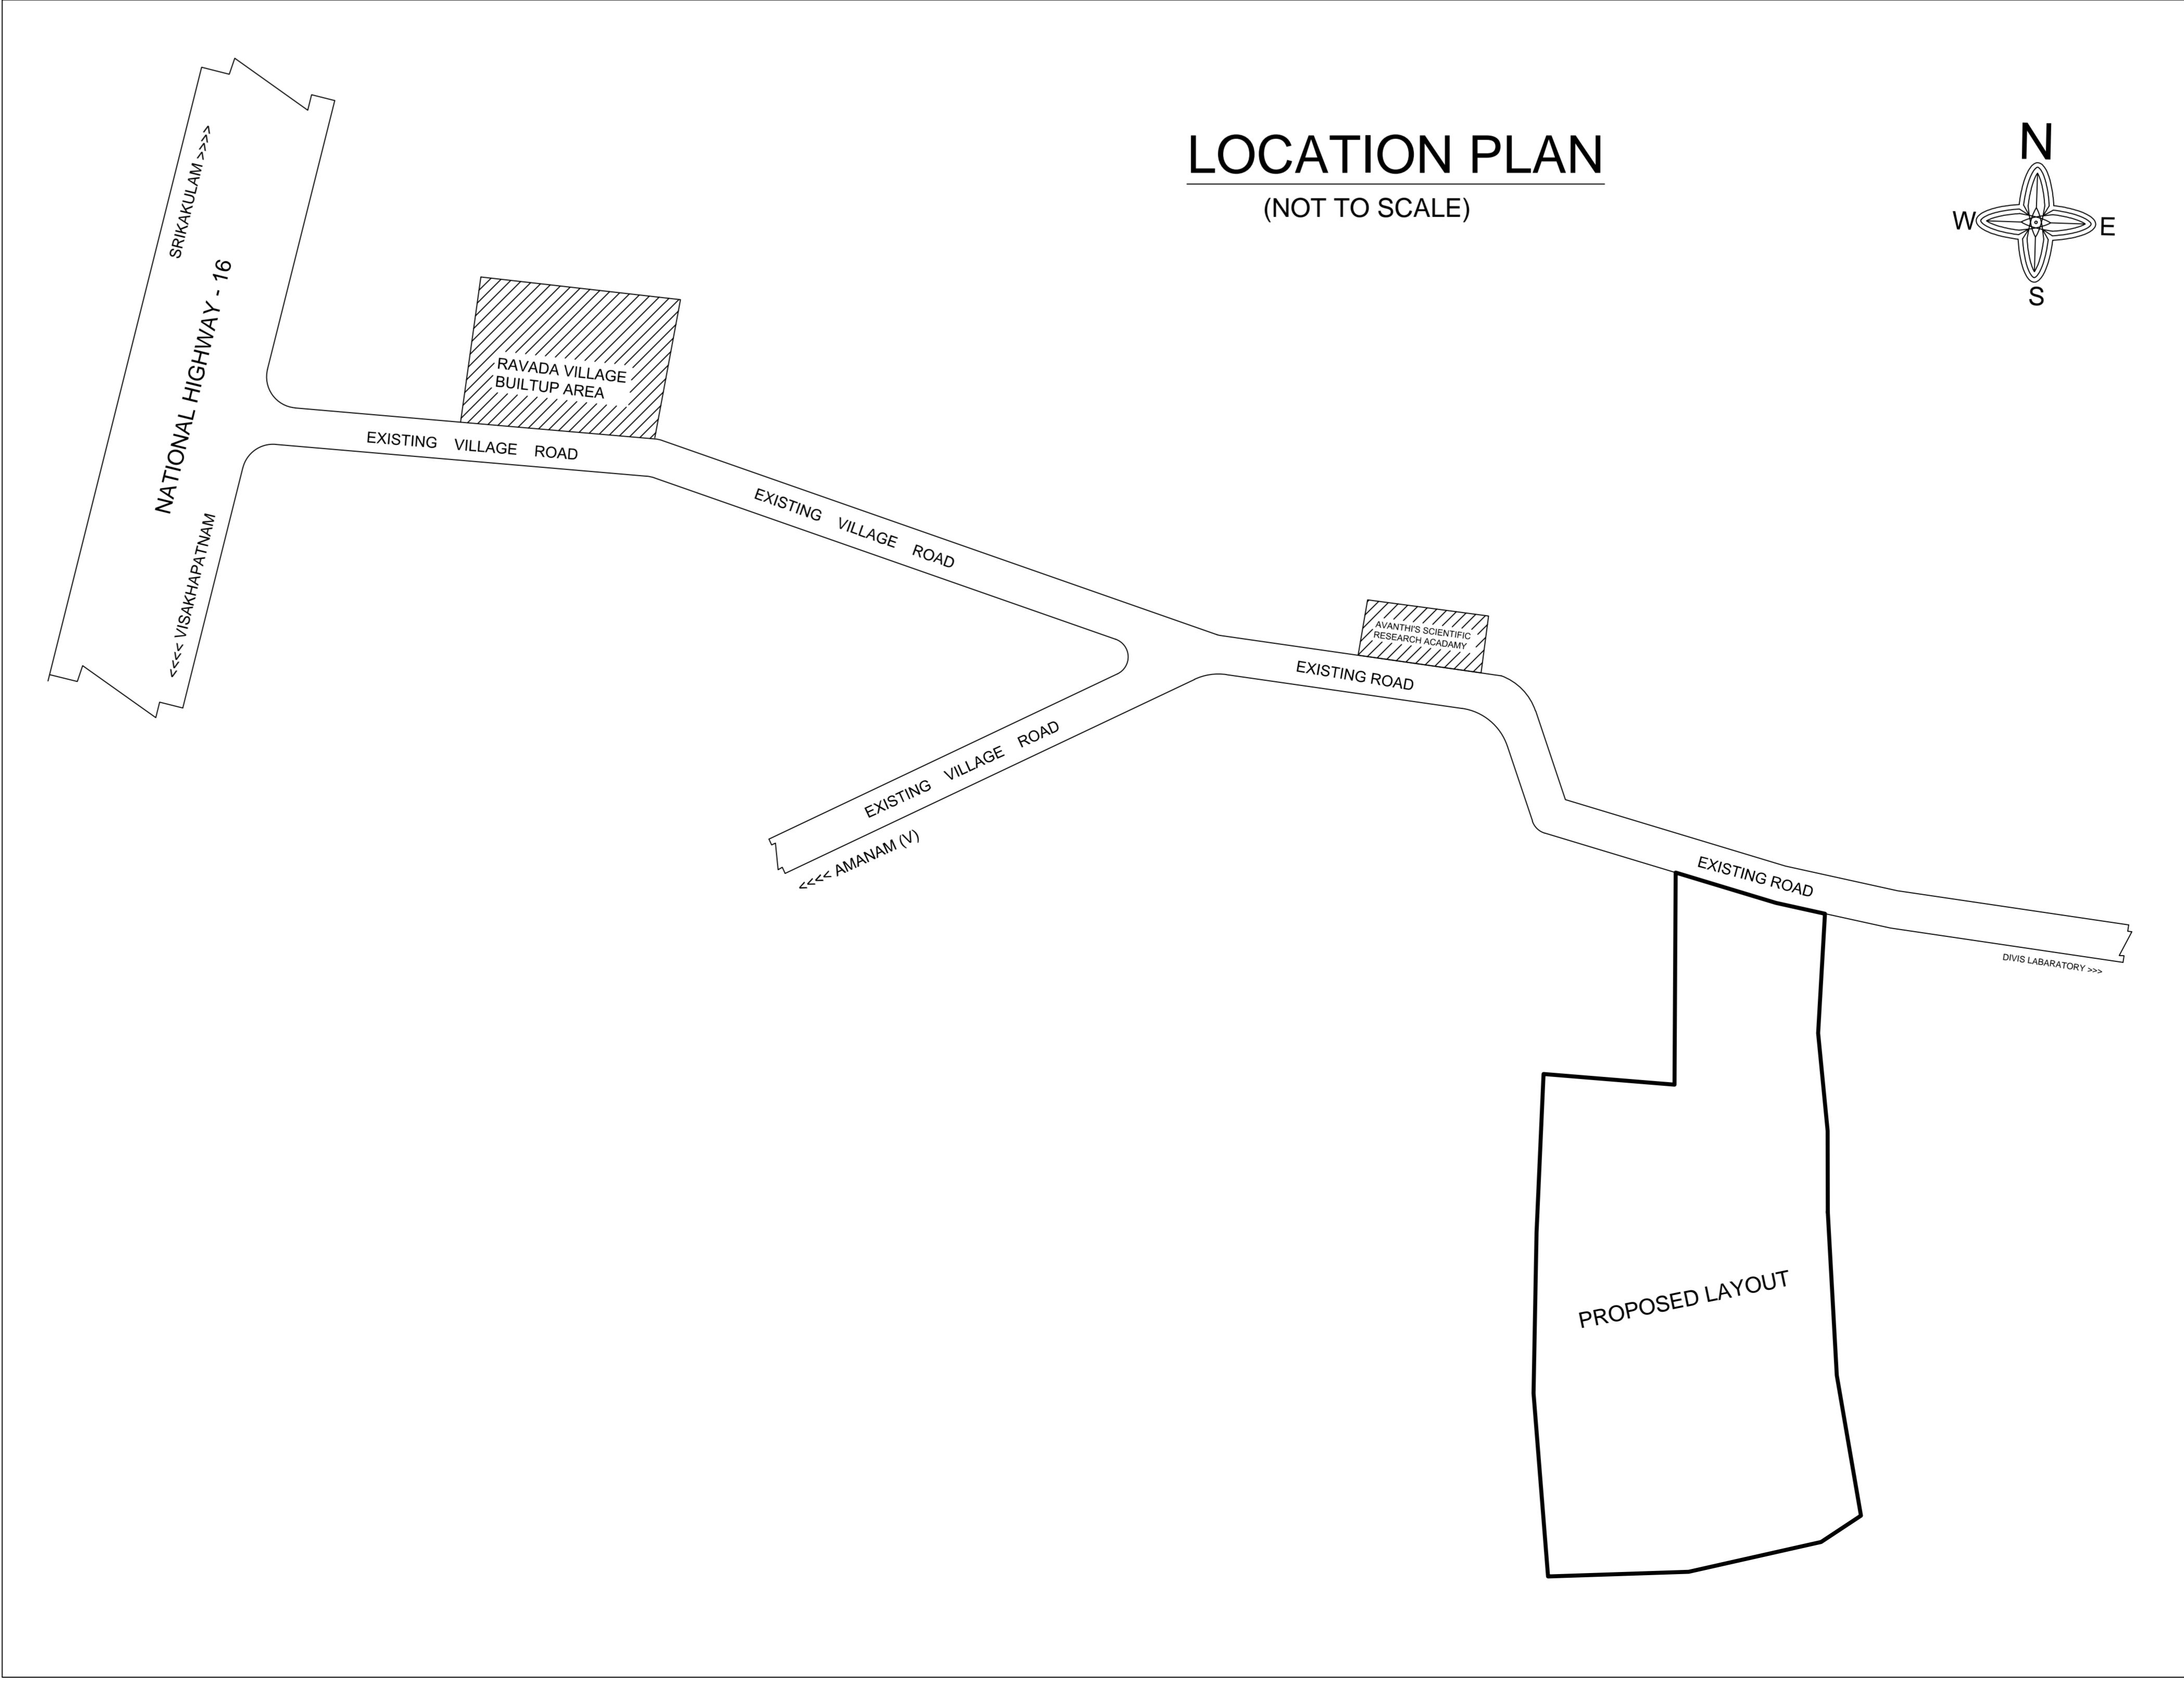 LOCATION PLAN
(NOT TO SCALE)
N
W
E
S
SRIKAKULAM >>>>
NATIONAL HIGHWAY - 16
<<<< VISAKHAPATNAM
RAVADA VILLAGE
BUILTUP AREA
EXISTING VILLAGE ROAD
EXISTING VILLAGE ROAD
AVANTHI'S SCIENTIFIC
RESEARCH ACADAMY
EXISTING ROAD
EXISTING VILLAGE ROAD
<<<< AMANAM (V)
EXISTING ROAD
DIVIS LABARATORY >>>
PROPOSED LAYOUT